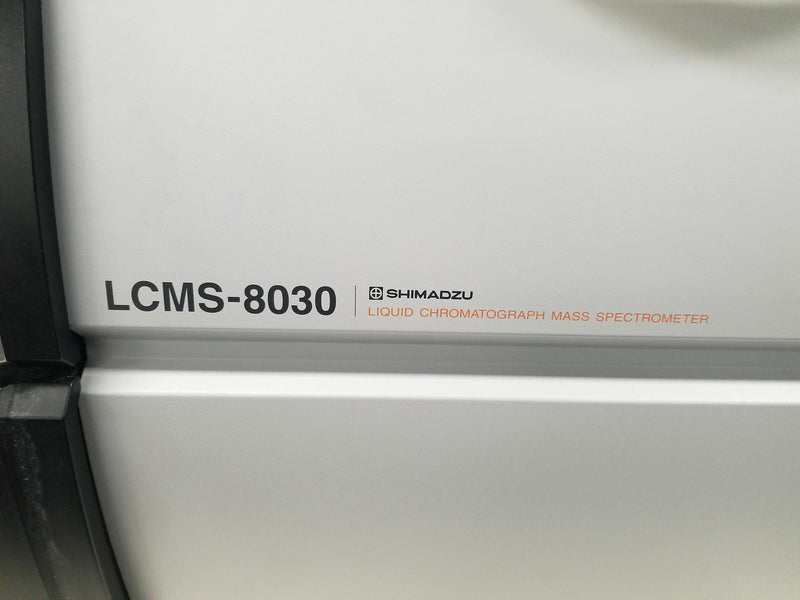 LCMS-8030 SHIMADZU
LIQUID CHROMATOGRAPH MASS SPECTROMETER